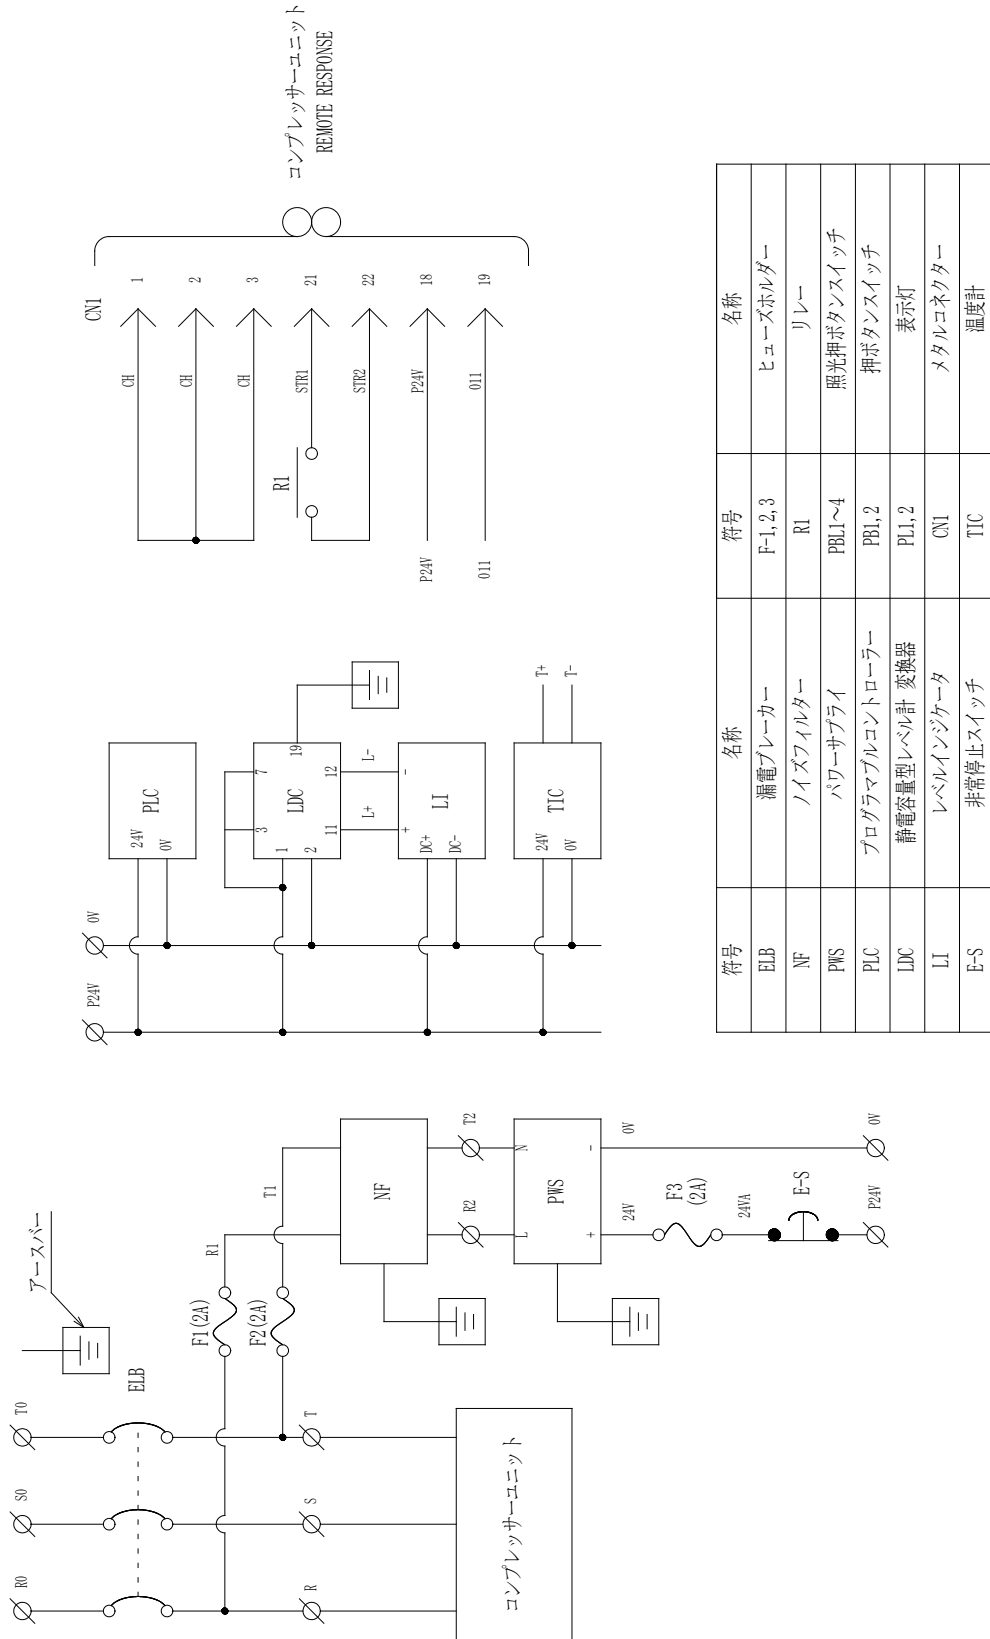 R0
S0
T0
アースバー
ELB
F1(2A)
F2(2A)
R1
T1
R
S
T
コンプレッサーユニット
NF
R2
T2
L
N
PWS
+
-
24V
0V
F3
(2A)
24VA
E-S
P24V
0V
P24V
0V
24V
0V
PLC
1
2
3
7
LDC
19
11
12
L+
L-
+
-
DC+
DC-
LI
24V
0V
TIC
T+
T-
CN1
CH
1
CH
2
CH
3
R1
STR1
21
STR2
22
P24V
P24V
18
011
011
19
コンプレッサーユニット
REMOTE RESPONSE
符号 名称 符号 名称
ELB 漏電ブレーカー F-1,2,3 ヒューズホルダー
NF ノイズフィルター R1 リレー
PWS パワーサプライ PBL1～4 照光押ボタンスイッチ
PLC プログラマブルコントローラー PB1,2 押ボタンスイッチ
LDC 静電容量型レベル計 変換器 PL1,2 表示灯
LI レベルインジケータ CN1 メタルコネクター
E-S 非常停止スイッチ TIC 温度計